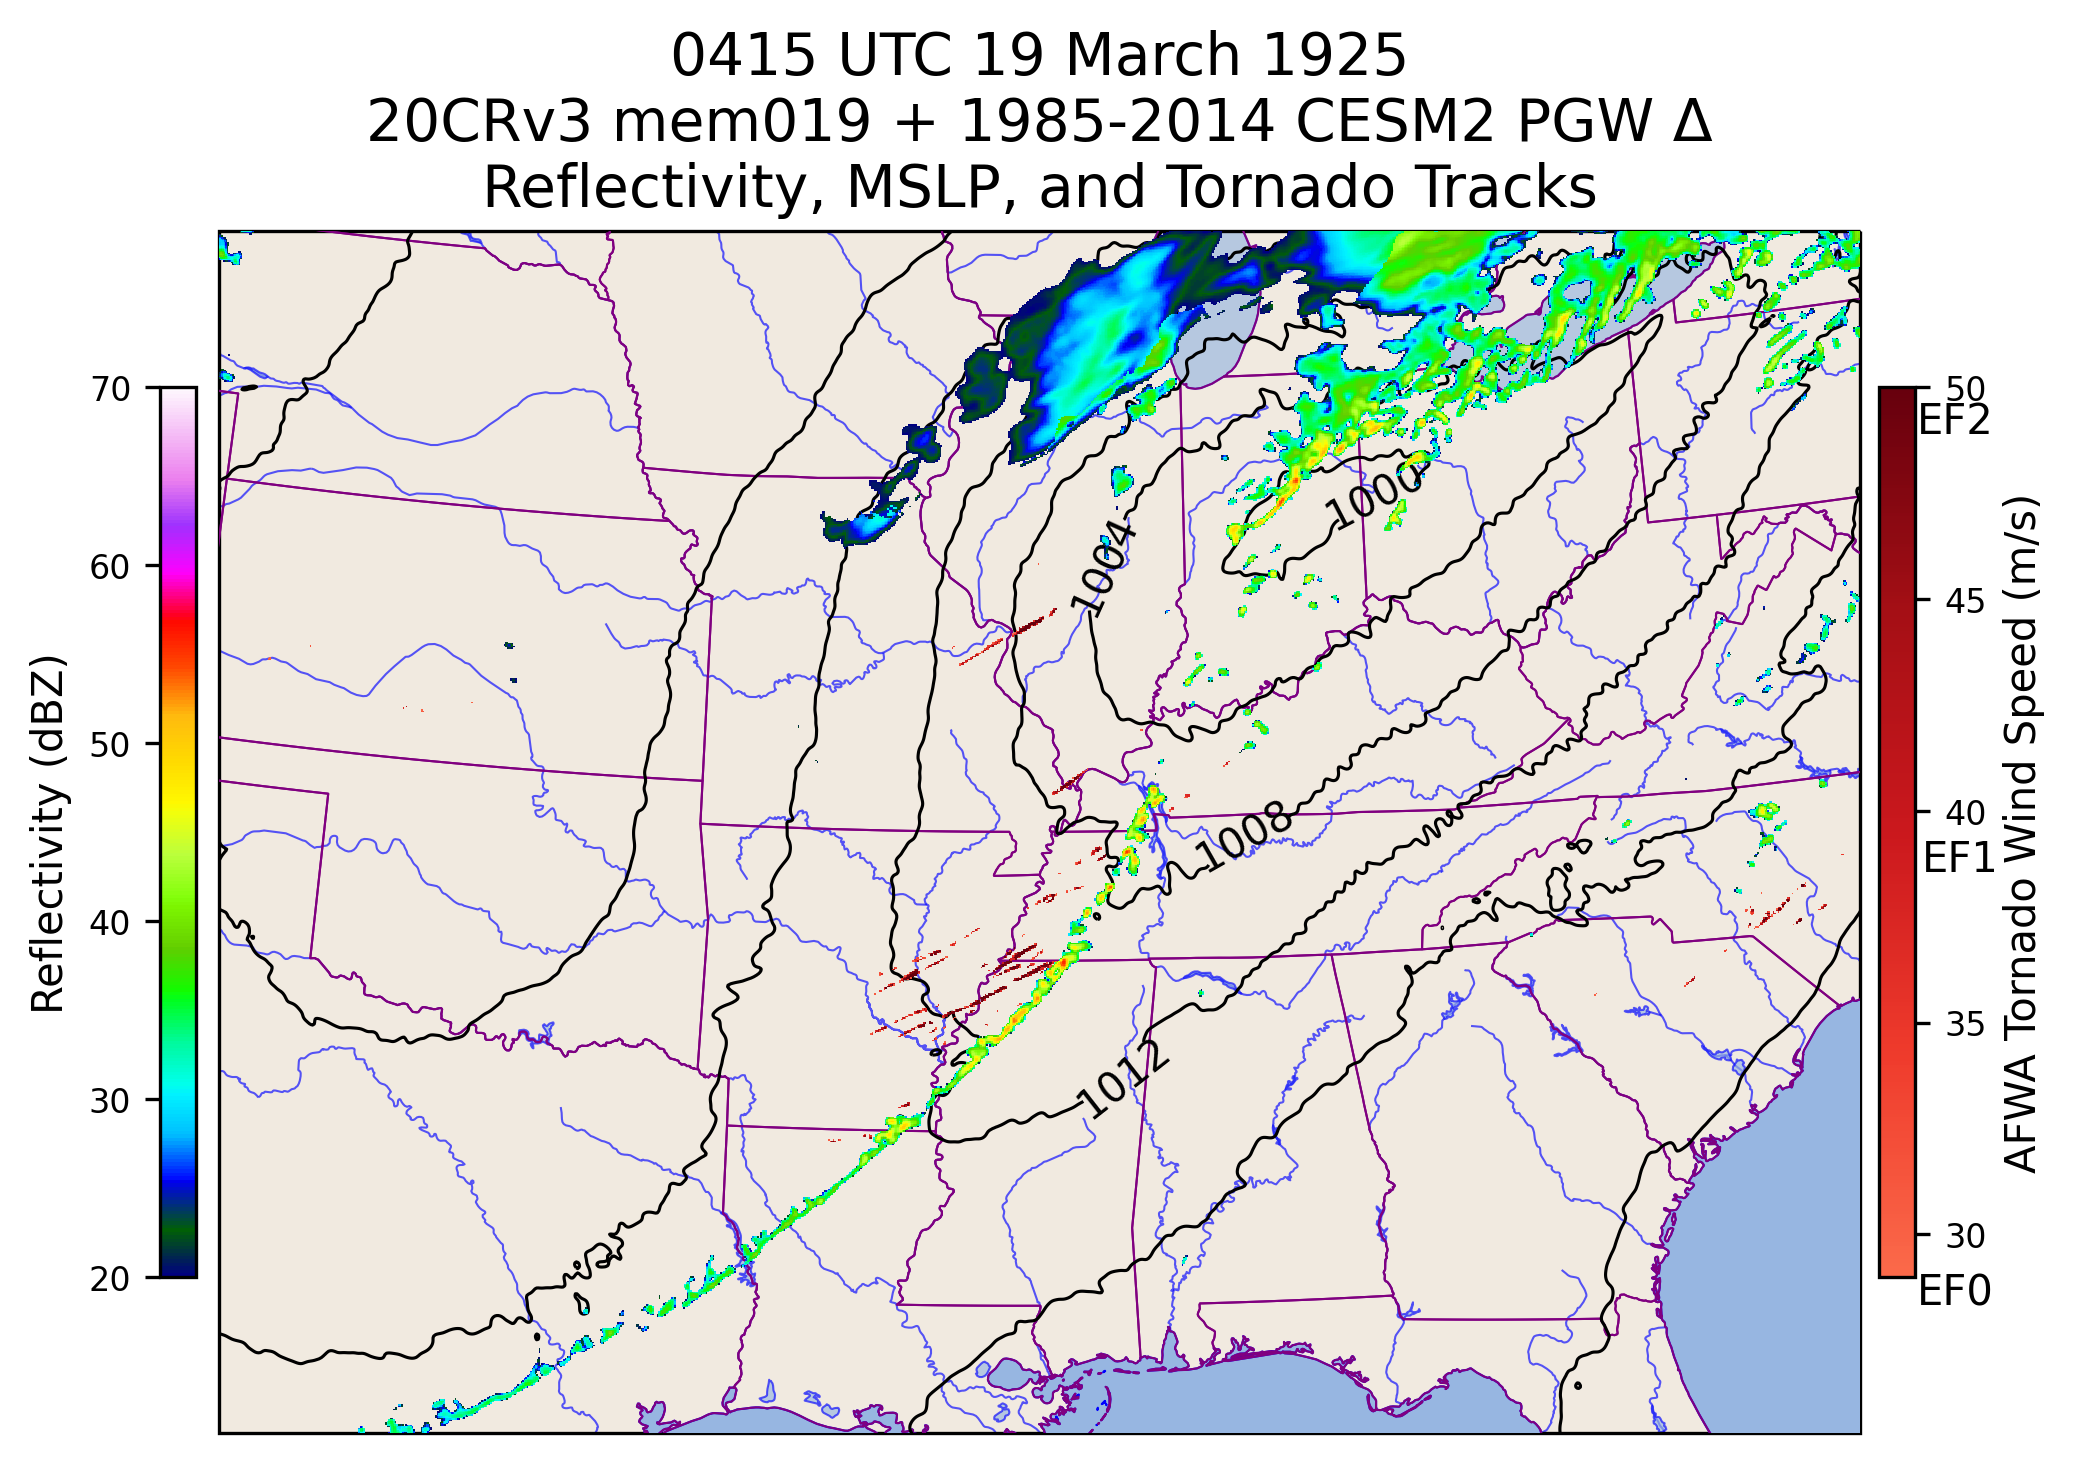 0415 UTC 19 March 1925
20CRv3 mem019 + 1985-2014 CESM2 PGW Δ
Reflectivity, MSLP, and Tornado Tracks
70
60
50
40
30
20
Reflectivity (dBZ)
1000
1004
1008
1012
50
EF2
45
40
EF1
35
30
EF0
AFWA Tornado Wind Speed (m/s)